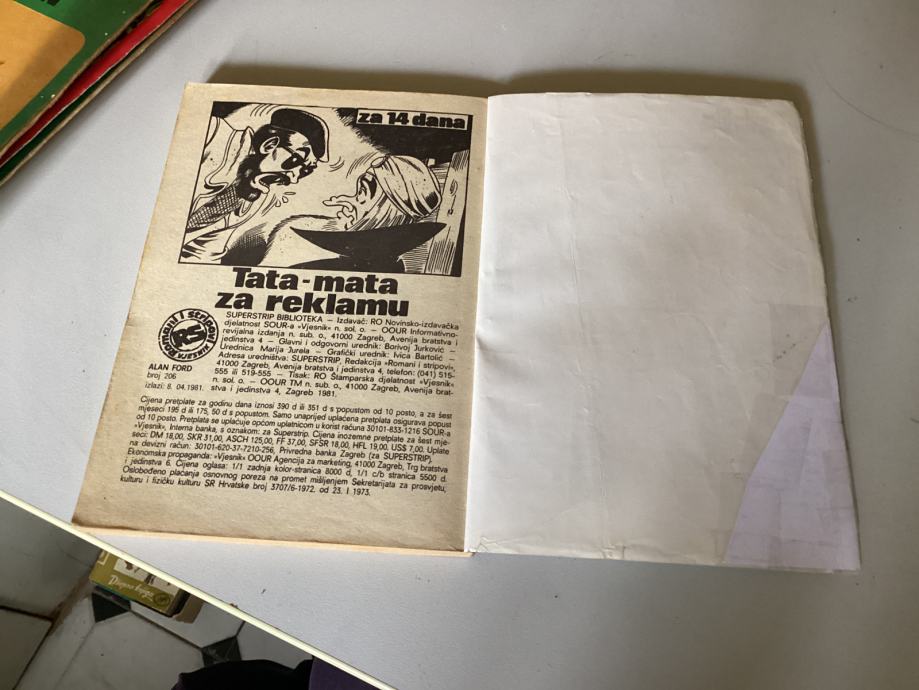 za 14 dana
Tata-mata
za reklamu
SUPERSTRIP BIBLIOTEKA — Izdavač: RO Novinsko-izdavačka
djelatnost SOUR-a »Vjesnik« n. sol. o. — OOUR Informativno-
revijalna izdanja n. sub. o., 41000 Zagreb, Avenija bratstva i
jedinstva 4 — Glavni i odgovorni urednik: Borivoj Jurković —
Urednica Marija Jurela — Grafički urednik: Ivica Bartolić —
Adresa uredništva: SUPERSTRIP, Redakcija »Romani i stripovi«,
41000 Zagreb, Avenija bratstva i jedinstva 4, telefon: (041) 515-
555 ili 519-555 — Tisak: RO Štamparska djelatnost »Vjesnik«
n. sol. o. — OOUR TM n. sub. o., 41000 Zagreb, Avenija brat-
stva i jedinstva 4, Zagreb 1981.
Romani i stripovi
RS
ALAN FORD
broj 206
izlazi: 8. 04. 1981.
Cijena pretplate za godinu dana iznosi 390 d ili 351 d s popustom od 10 posto, a za šest
mjeseci 195 d ili 175, 50 d s popustom. Samo unaprijed uplaćena pretplata osigurava popust
od 10 posto. Pretplata se uplaćuje općom uplatnicom u korist računa 30101-833-1216 SOUR-a
»Vjesnik«, Interna banka, s oznakom: za Superstrip. Cijena inozemne pretplate za šest mje-
seci: DM 18,00, SKR 31,00, ASCH 125,00, FF 37,00, SFSR 18,00, HFL 19,00, USS 7,00. Uplate
na devizni račun: 30101-620-37-7210-256, Privredna banka Zagreb (za SUPERSTRIP).
Ekonomska propaganda: »Vjesnik« OOUR Agencija za marketing, 41000 Zagreb, Trg bratstva
i jedinstva 6. Cijena oglasa: 1/1 zadnja kolor-stranica 8000 d, 1/1 c/b stranica 5500 d.
Oslobođeno plaćanja osnovnog poreza na promet mišljenjem Sekretarijata za prosvjetu,
kulturu i fizičku kulturu SR Hrvatske broj 3707/6-1972. od 23. I 1973.